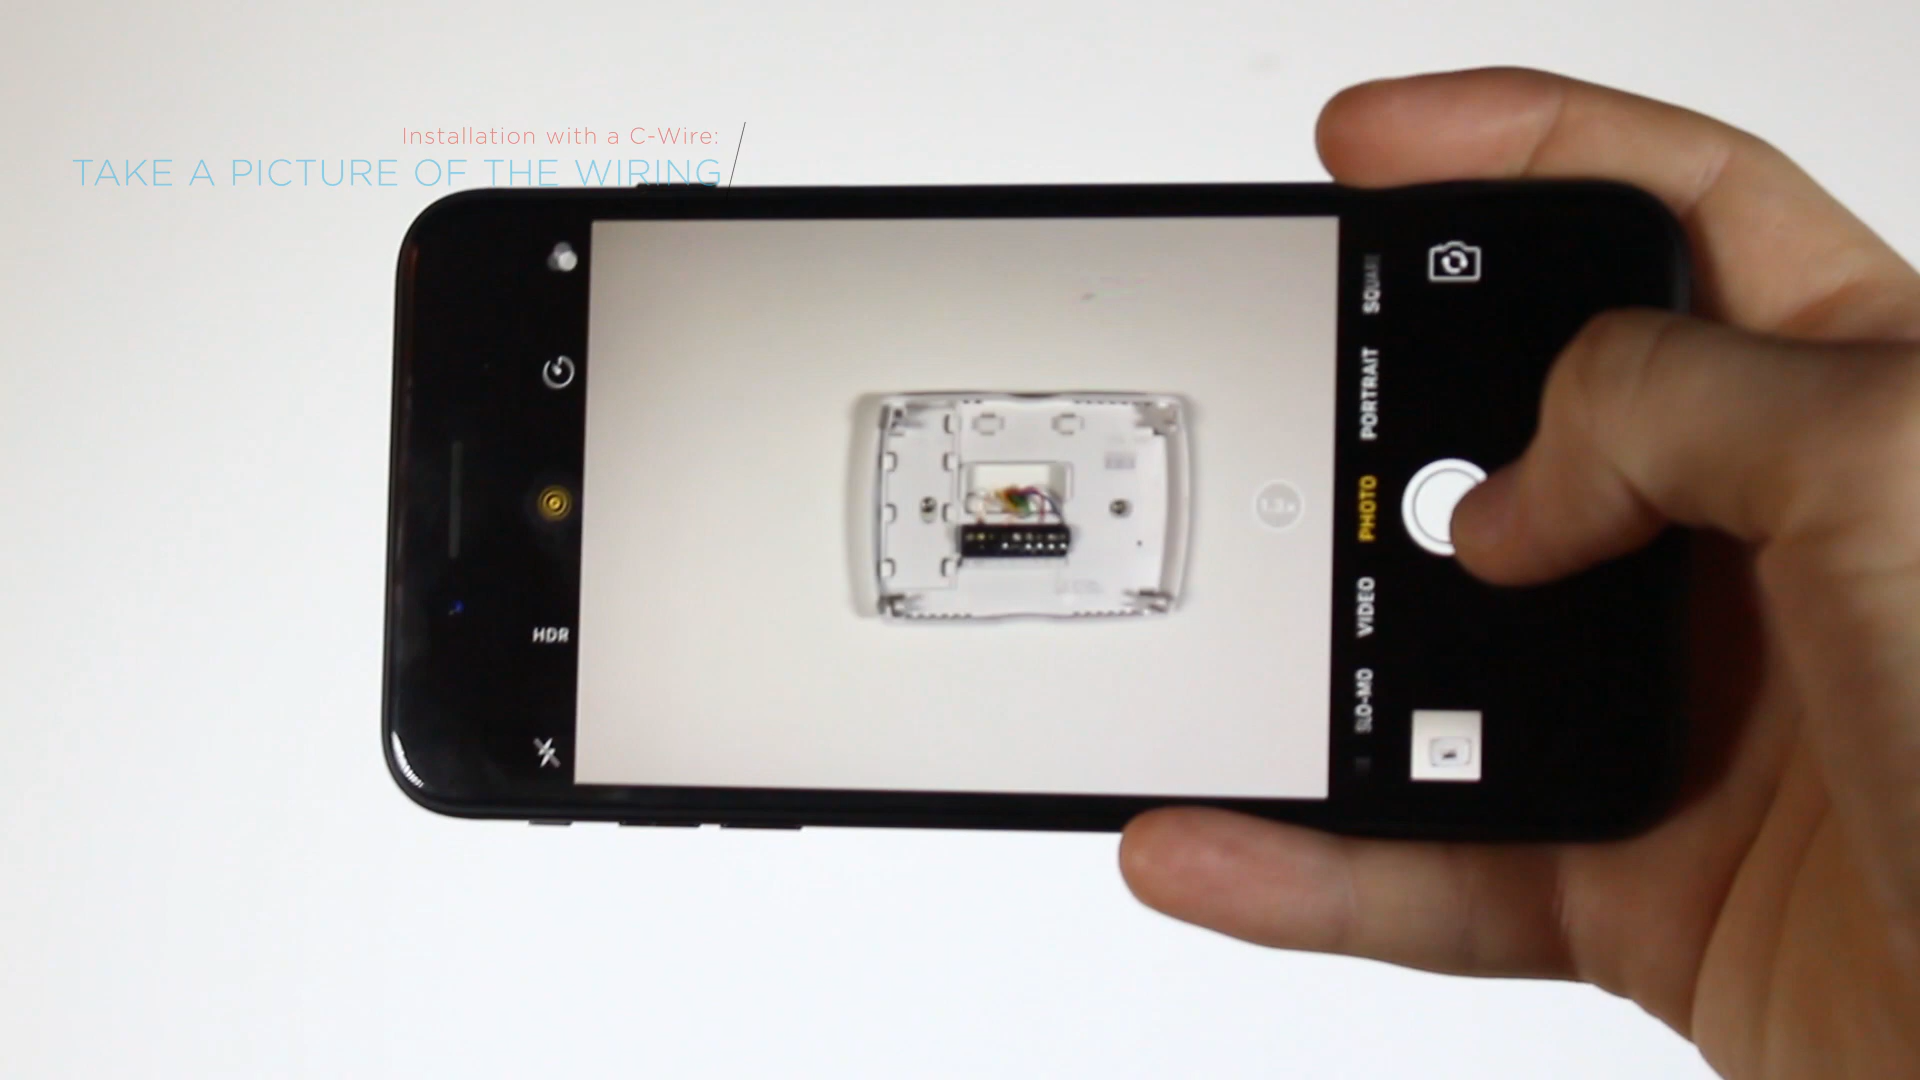 Installation with a C-Wire:
TAKE A PICTURE OF THE WIRING
SQUARE
PORTRAIT
PHOTO
VIDEO
SLO-MO
HDR